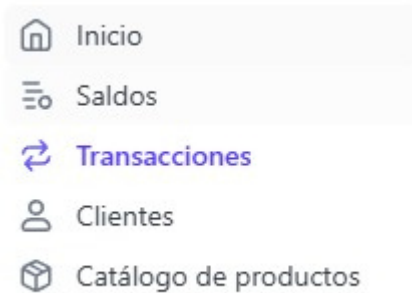 Inicio
Saldos
Transacciones
Clientes
Catálogo de productos